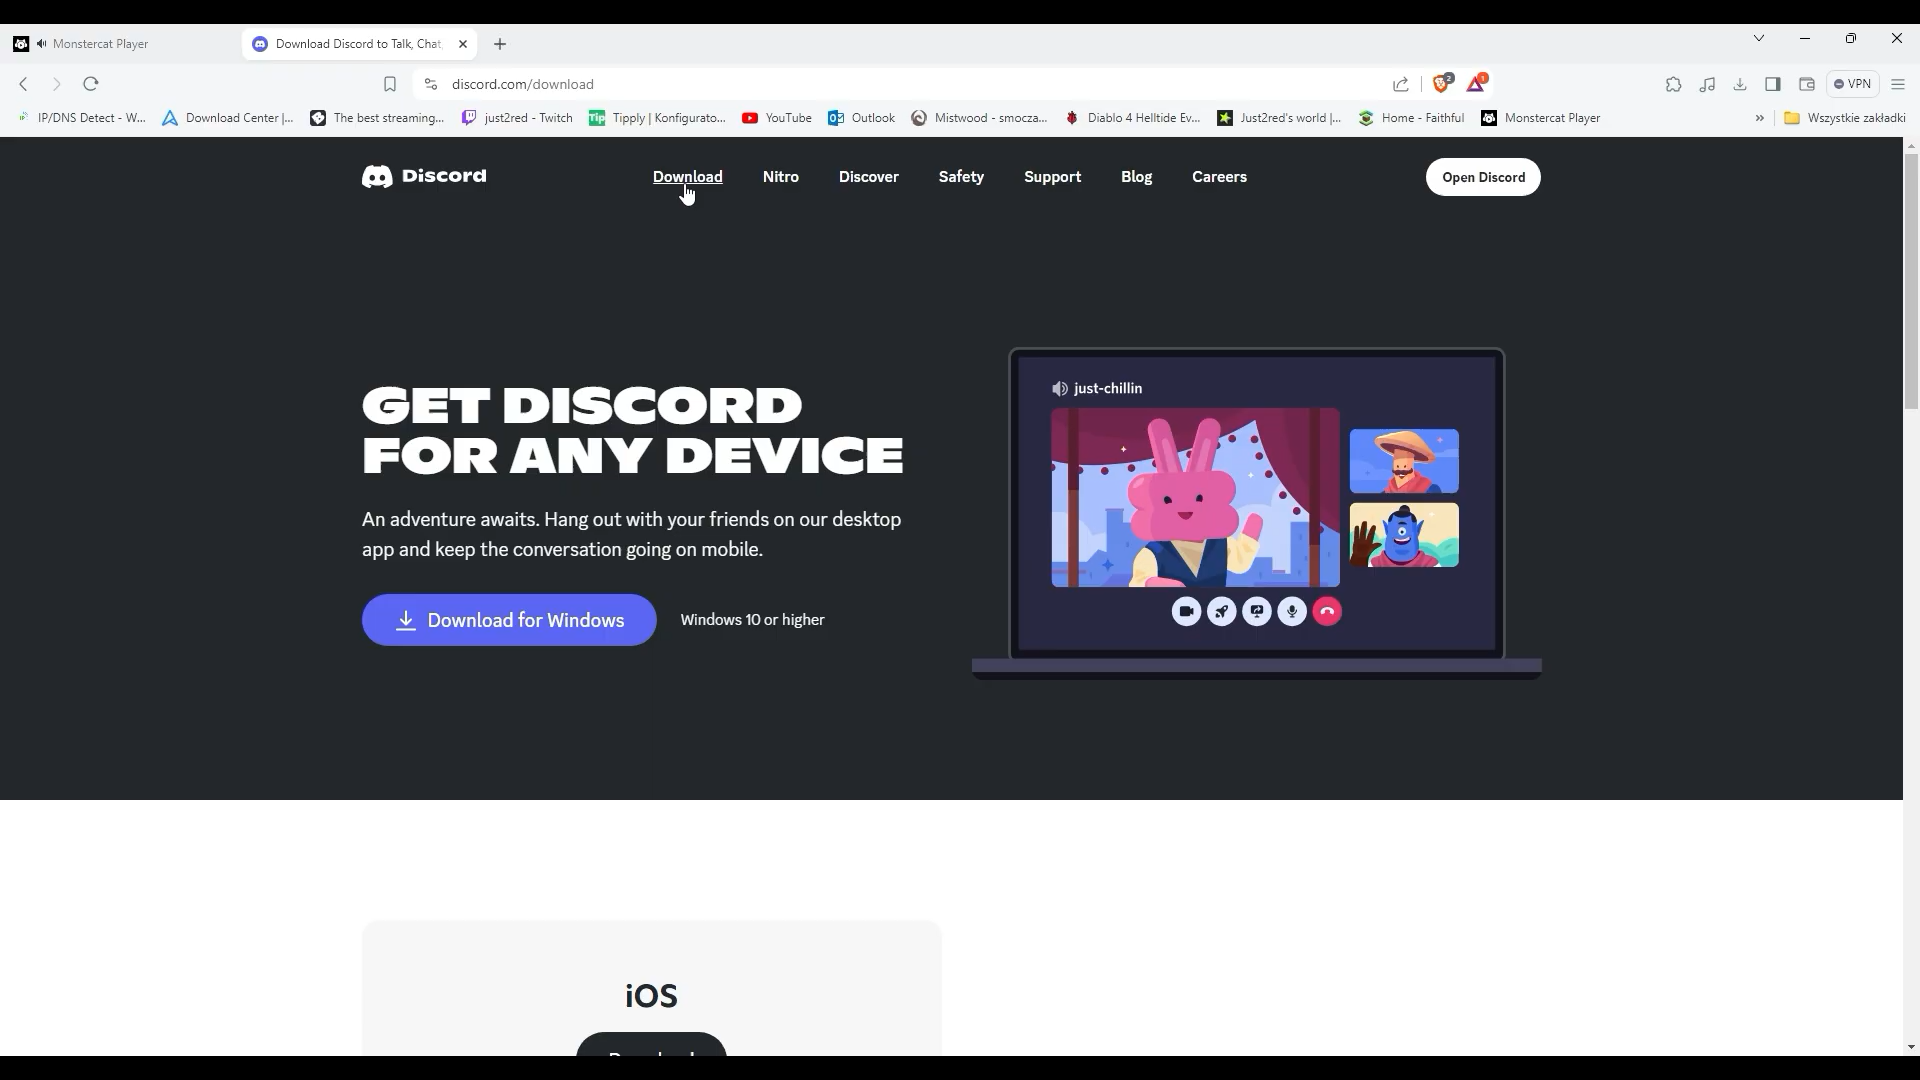 Monstercat Player
Download Discord to Talk, Chat,
discord.com/download
2
1
VPN
IP/DNS Detect - W...
Download Center |...
The best streaming...
just2red - Twitch
Tip
Tipply | Konfigurato...
YouTube
Outlook
Mistwood - smocza...
Diablo 4 Helltide Ev...
Just2red's world |...
Home - Faithful
Monstercat Player
»
Wszystkie zakładki
Discord
Download
Nitro
Discover
Safety
Support
Blog
Careers
Open Discord
GET DISCORD
FOR ANY DEVICE
An adventure awaits. Hang out with your friends on our desktop
app and keep the conversation going on mobile.
Download for Windows
Windows 10 or higher
just-chillin
iOS